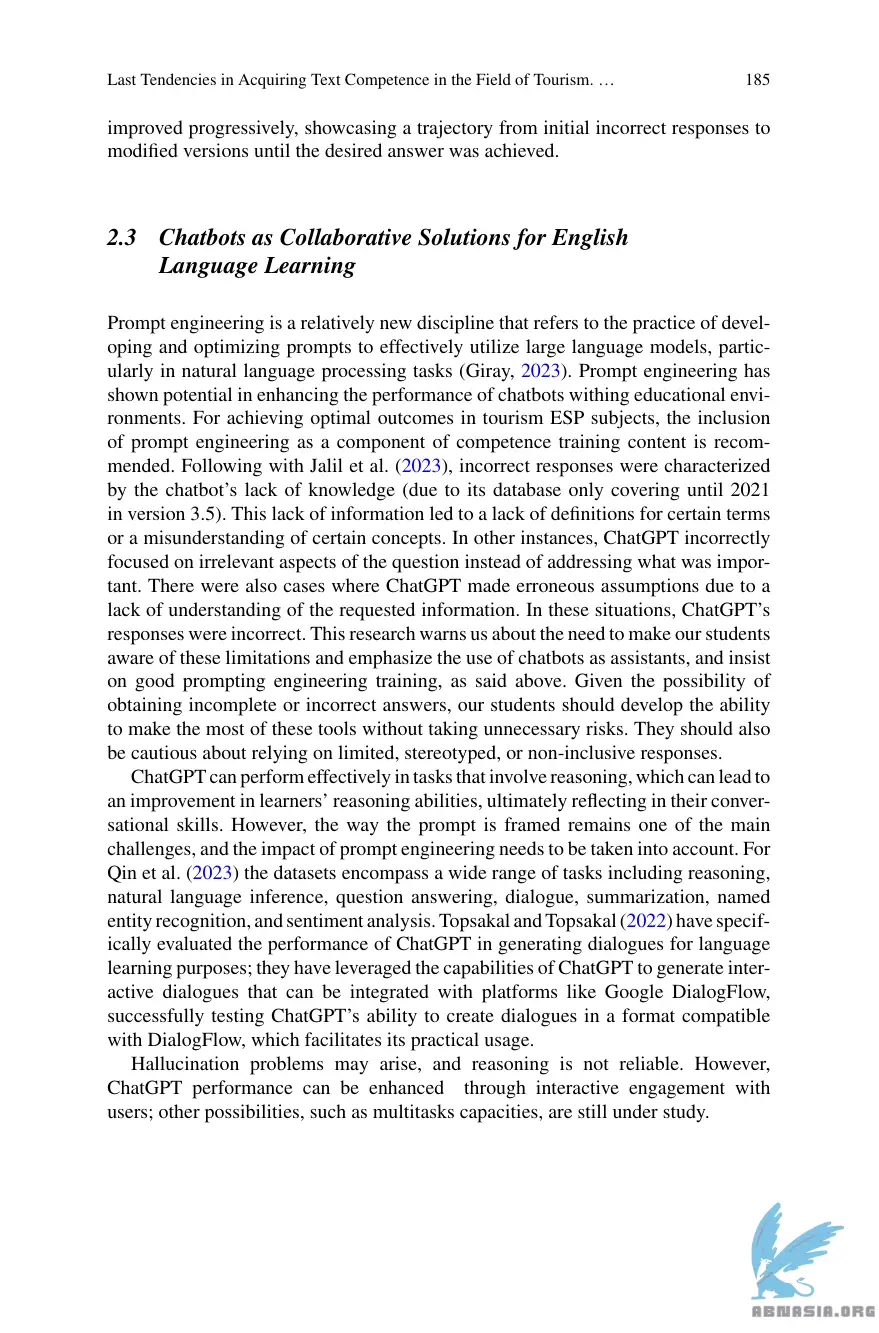 Last Tendencies in Acquiring Text Competence in the Field of Tourism. … 185
improved progressively, showcasing a trajectory from initial incorrect responses to
modified versions until the desired answer was achieved.
2.3 Chatbots as Collaborative Solutions for English
Language Learning
Prompt engineering is a relatively new discipline that refers to the practice of devel-
oping and optimizing prompts to effectively utilize large language models, partic-
ularly in natural language processing tasks (Giray, 2023). Prompt engineering has
shown potential in enhancing the performance of chatbots withing educational envi-
ronments. For achieving optimal outcomes in tourism ESP subjects, the inclusion
of prompt engineering as a component of competence training content is recom-
mended. Following with Jalil et al. (2023), incorrect responses were characterized
by the chatbot's lack of knowledge (due to its database only covering until 2021
in version 3.5). This lack of information led to a lack of definitions for certain terms
or a misunderstanding of certain concepts. In other instances, ChatGPT incorrectly
focused on irrelevant aspects of the question instead of addressing what was impor-
tant. There were also cases where ChatGPT made erroneous assumptions due to a
lack of understanding of the requested information. In these situations, ChatGPT's
responses were incorrect. This research warns us about the need to make our students
aware of these limitations and emphasize the use of chatbots as assistants, and insist
on good prompting engineering training, as said above. Given the possibility of
obtaining incomplete or incorrect answers, our students should develop the ability
to make the most of these tools without taking unnecessary risks. They should also
be cautious about relying on limited, stereotyped, or non-inclusive responses.
ChatGPT can perform effectively in tasks that involve reasoning, which can lead to
an improvement in learners' reasoning abilities, ultimately reflecting in their conver-
sational skills. However, the way the prompt is framed remains one of the main
challenges, and the impact of prompt engineering needs to be taken into account. For
Qin et al. (2023) the datasets encompass a wide range of tasks including reasoning,
natural language inference, question answering, dialogue, summarization, named
entity recognition, and sentiment analysis. Topsakal and Topsakal (2022) have specif-
ically evaluated the performance of ChatGPT in generating dialogues for language
learning purposes; they have leveraged the capabilities of ChatGPT to generate inter-
active dialogues that can be integrated with platforms like Google DialogFlow,
successfully testing ChatGPT's ability to create dialogues in a format compatible
with DialogFlow, which facilitates its practical usage.
Hallucination problems may arise, and reasoning is not reliable. However,
ChatGPT performance can be enhanced through interactive engagement with
users; other possibilities, such as multitasks capacities, are still under study.
ABNASIA.ORG